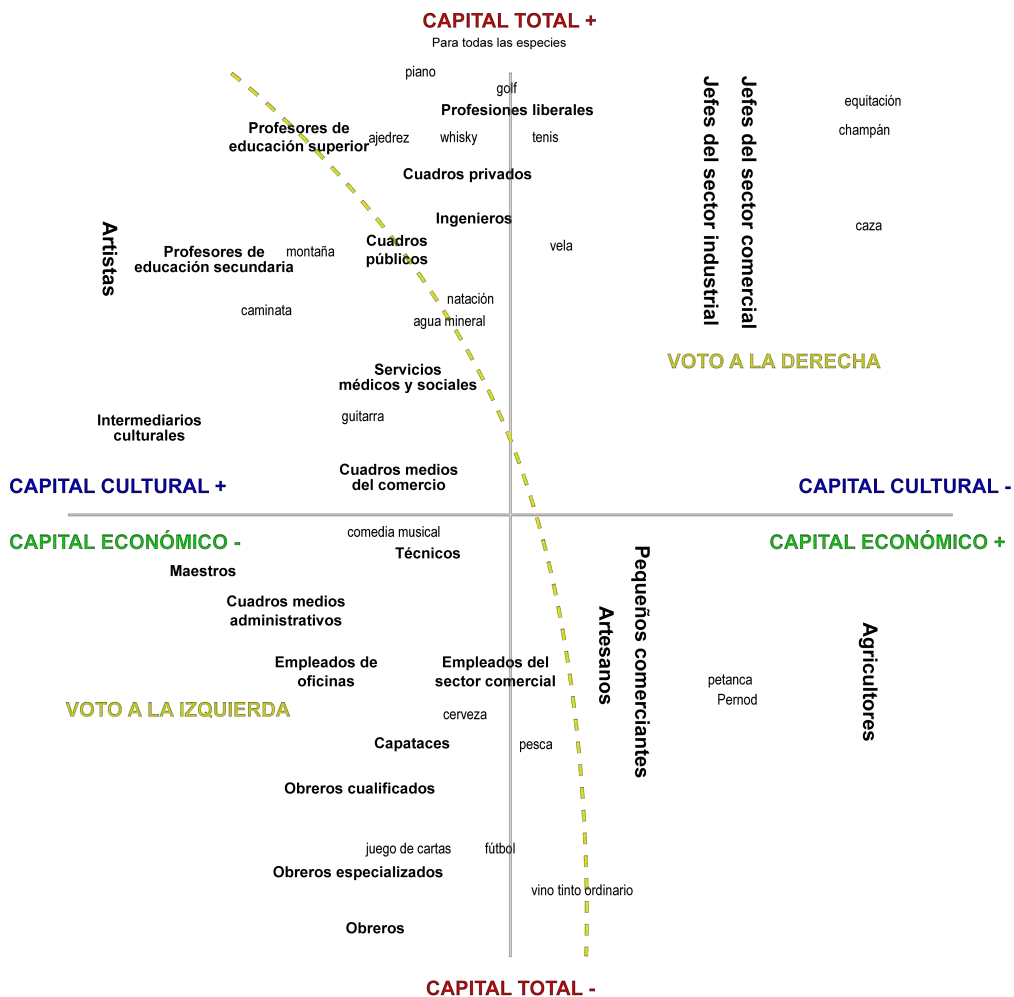 CAPITAL TOTAL +
Para todas las especies
piano
golf
Profesiones liberales
Jefes del sector industrial
Jefes del sector comercial
equitación
champán
Profesores de
educación superior
ajedrez
whisky
tenis
Cuadros privados
Ingenieros
Artistas
Profesores de
educación secundaria
montaña
Cuadros
públicos
vela
caza
caminata
natación
agua mineral
VOTO A LA DERECHA
Servicios
médicos y sociales
guitarra
Intermediarios
culturales
Cuadros medios
del comercio
CAPITAL CULTURAL +
CAPITAL CULTURAL -
CAPITAL ECONÓMICO -
CAPITAL ECONÓMICO +
comedia musical
Técnicos
Maestros
Cuadros medios
administrativos
Artesanos
Pequeños comerciantes
Agricultores
Empleados de
oficinas
Empleados del
sector comercial
petanca
Pernod
VOTO A LA IZQUIERDA
cerveza
Capataces
pesca
Obreros cualificados
juego de cartas
fútbol
Obreros especializados
vino tinto ordinario
Obreros
CAPITAL TOTAL -